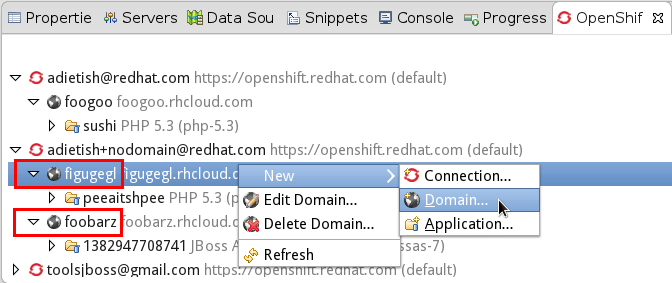 Propertie Servers Data Sou Snippets Console Progress OpenShif
adietish@redhat.com https://openshift.redhat.com (default)
foogoo foogoo.rhcloud.com
sushi PHP 5.3 (php-5.3)
adietish+nodomain@redhat.com https://openshift.redhat.com (default)
figugegl figugegl.rhcloud.c New Connection...
peeaitshpee PHP 5.3 Edit Domain... Domain...
foobarz foobarz.rhcloud.c Delete Domain... Application...
1382947708741 JBoss A ssas-7)
Refresh
toolsjboss@gmail.com https://openshift.redhat.com (default)